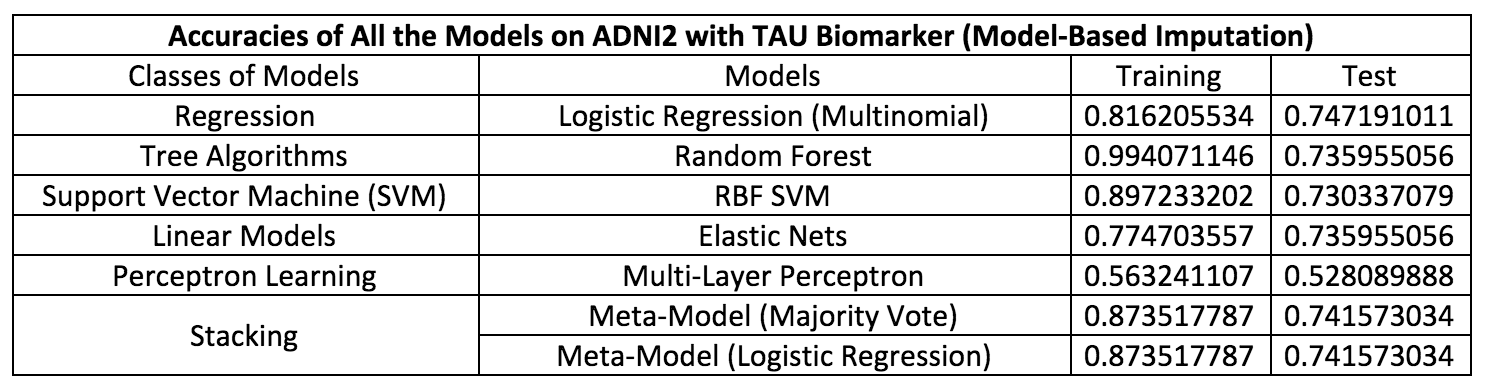 Accuracies of All the Models on ADNI2 with TAU Biomarker (Model-Based Imputation)
Classes of Models Models Training Test
Regression Logistic Regression (Multinomial) 0.816205534 0.747191011
Tree Algorithms Random Forest 0.994071146 0.735955056
Support Vector Machine (SVM) RBF SVM 0.897233202 0.730337079
Linear Models Elastic Nets 0.774703557 0.735955056
Perceptron Learning Multi-Layer Perceptron 0.563241107 0.528089888
Stacking Meta-Model (Majority Vote) 0.873517787 0.741573034
Meta-Model (Logistic Regression) 0.873517787 0.741573034